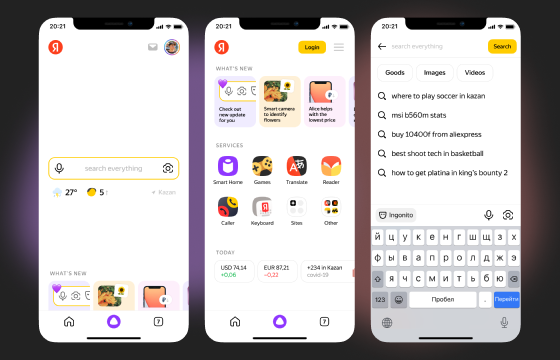 20:21
Я
search everything
27°
5↑
Kazan
WHAT'S NEW
7
20:21
Я
Login
WHAT'S NEW
Check out
new update
for you
Smart camera
to identify
flowers
Alice helps
with the
lowest price
₽
SERVICES
Smart Home
Games
Translate
Reader
Caller
Keyboard
Sites
Other
TODAY
USD 74,14
+0,06
EUR 87,21
−0,22
+234 in Kazan
covid-19
7
20:21
search everything
Search
Goods
Images
Videos
where to play soccer in kazan
msi b560m stats
buy 10400f from aliexpress
best shoot tech in basketball
how to get platina in king's bounty 2
Ingonito
й ц у к е н г ш щ з х
ф ы в а п р о л д ж э
я ч с м и т ь б ю
123
Пробел
.
Перейти